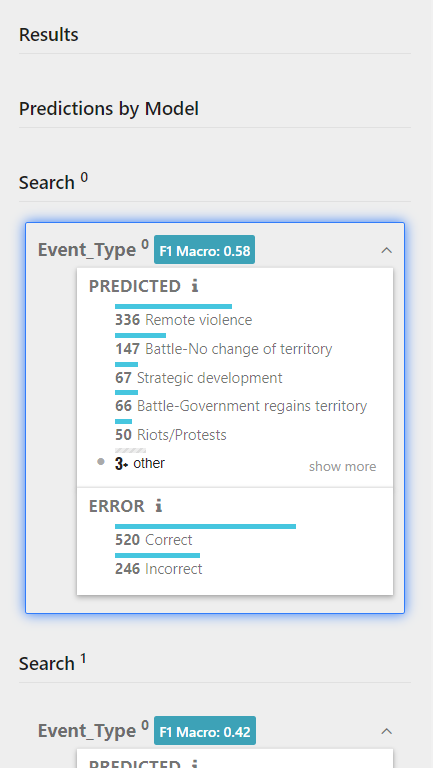 Results
Predictions by Model
Search 0
Event_Type 0 F1 Macro: 0.58
PREDICTED i
336 Remote violence
147 Battle-No change of territory
67 Strategic development
66 Battle-Government regains territory
50 Riots/Protests
3+ other show more
ERROR i
520 Correct
246 Incorrect
Search 1
Event_Type 0 F1 Macro: 0.42
PREDICTED i